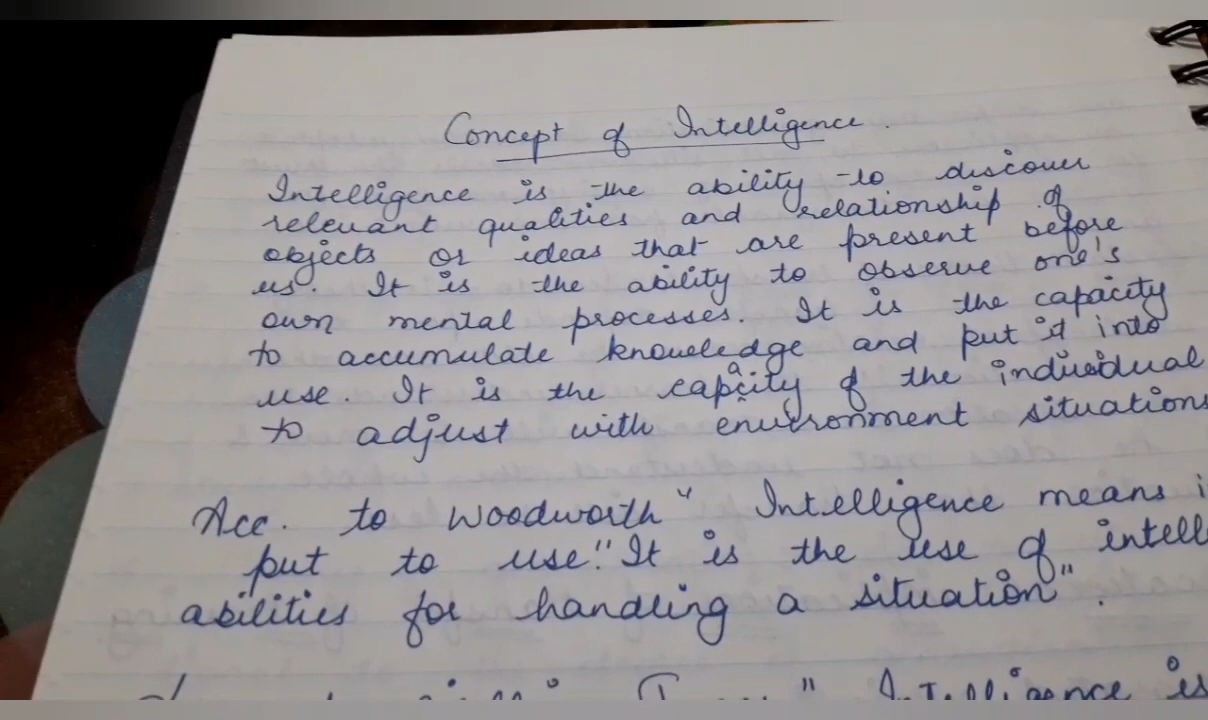 Concept of Intelligence.
Intelligence is the ability to discover
relevant qualities and relationship of
objects or ideas that are present before
us. It is the ability to observe one's
own mental processes. It is the capacity
to accumulate knowledge and put it into
use. It is the capacity of the individual
to adjust with environment situations
Acc. to Woodworth "Intelligence means i
put to use." It is the use of intell
abilities for handling a situation".
" Intelligence is